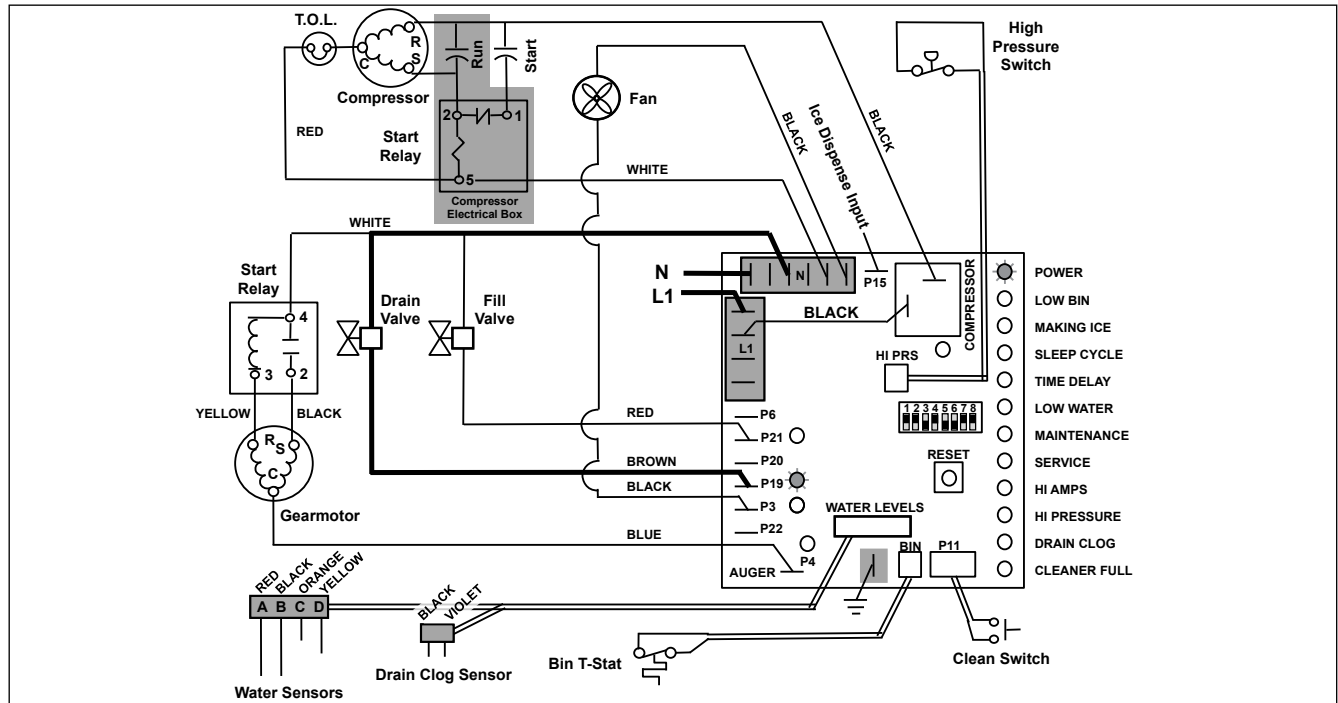 T.O.L.
R
S
C
Run
Start
Compressor
Start
Relay
2
1
5
Compressor
Electrical Box
RED
WHITE
Fan
BLACK
Ice Dispense Input
BLACK
High
Pressure
Switch
WHITE
Start
Relay
4
3
2
YELLOW
BLACK
R
S
C
Gearmotor
Drain
Valve
Fill
Valve
N
L1
N
P15
L1
BLACK
COMPRESSOR
HI PRS
1 2 3 4 5 6 7 8
RESET
RED
BROWN
BLACK
BLUE
P6
P21
P20
P19
P3
P22
P4
AUGER
WATER LEVELS
BIN
P11
POWER
LOW BIN
MAKING ICE
SLEEP CYCLE
TIME DELAY
LOW WATER
MAINTENANCE
SERVICE
HI AMPS
HI PRESSURE
DRAIN CLOG
CLEANER FULL
RED
BLACK
ORANGE
YELLOW
A B C D
Water Sensors
BLACK
VIOLET
Drain Clog Sensor
Bin T-Stat
Clean Switch